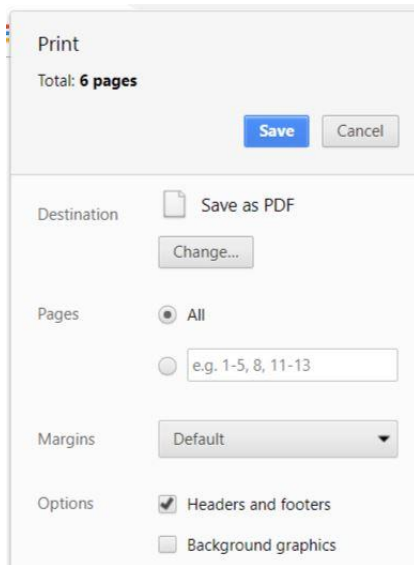 Print
Total: 6 pages
Save Cancel
Destination Save as PDF
Change...
Pages All
e.g. 1-5, 8, 11-13
Margins Default
Options Headers and footers
Background graphics